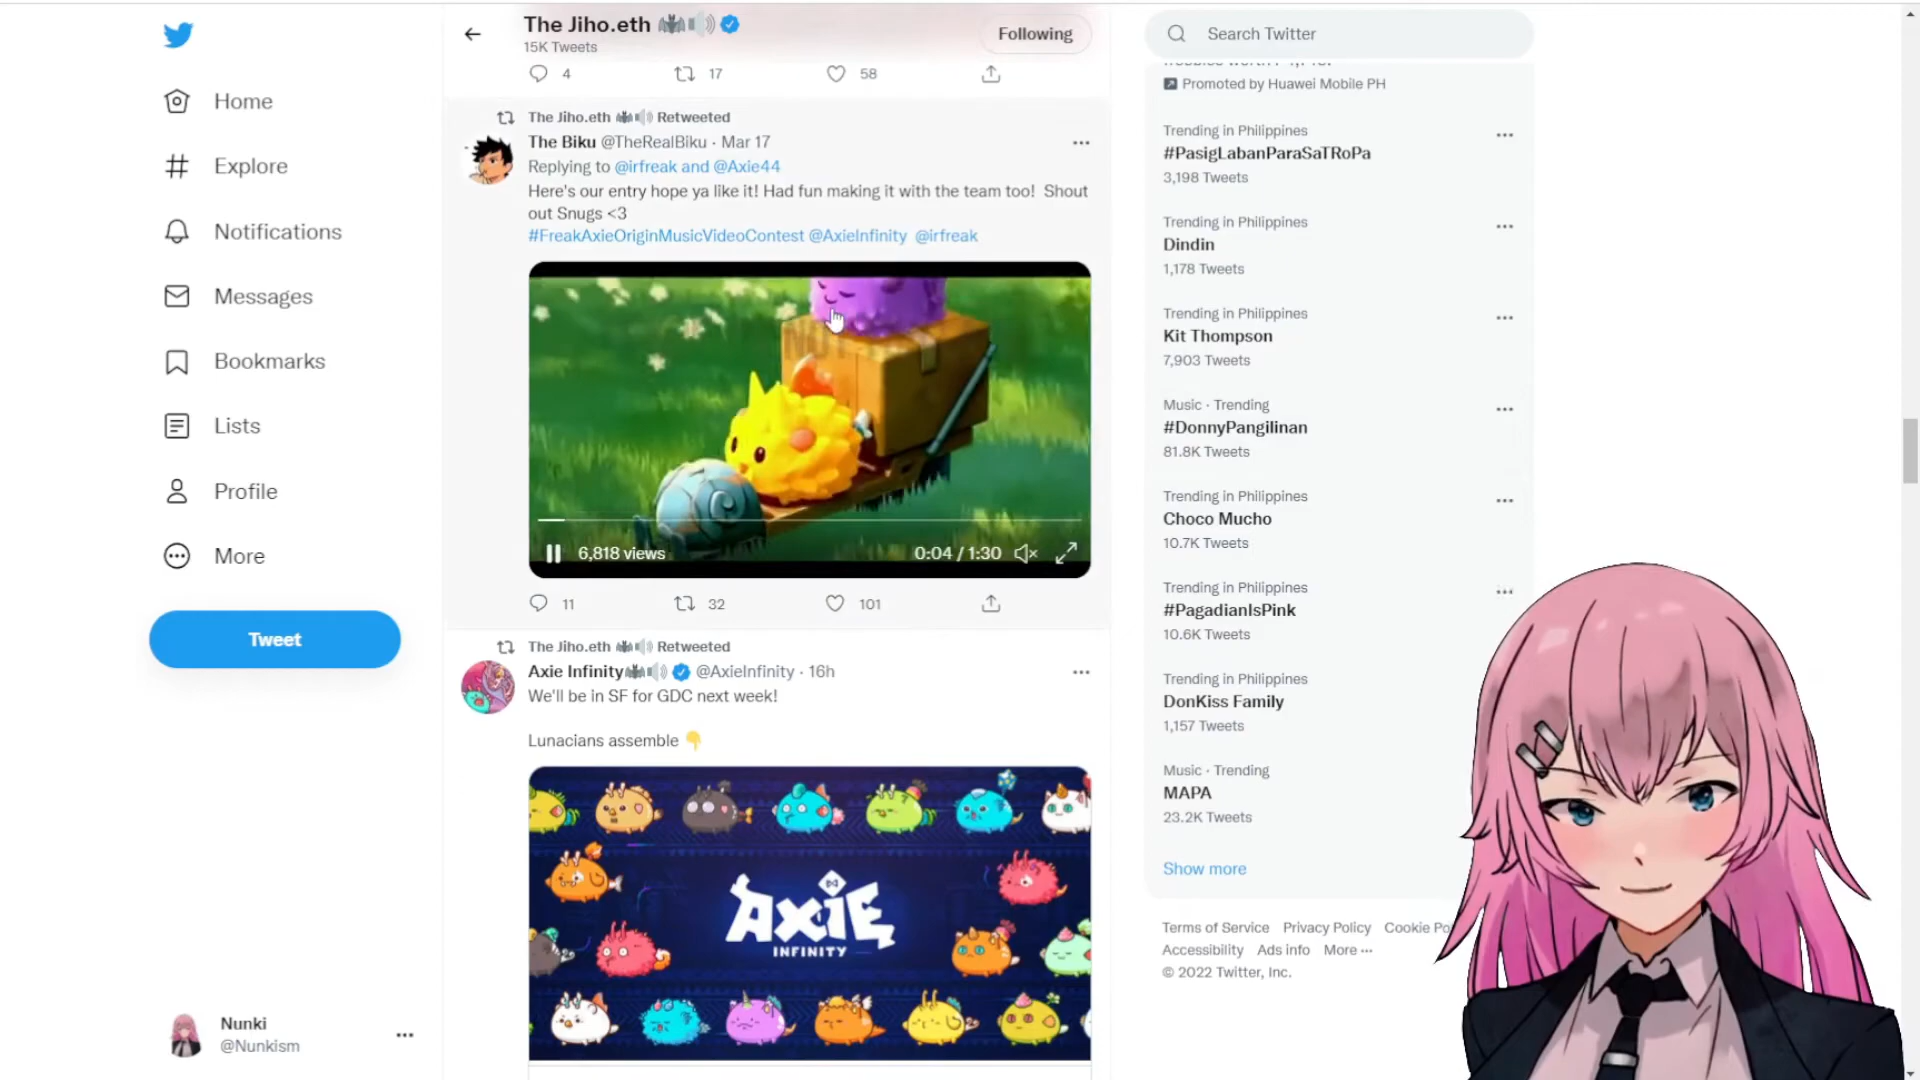 The Jiho.eth
15K Tweets
Following
4 17 58
The Jiho.eth Retweeted
The Biku @TheRealBiku · Mar 17
Replying to @irfreak and @Axie44
Here's our entry hope ya like it! Had fun making it with the team too! Shout
out Snugs <3
#FreakAxieOriginMusicVideoContest @AxieInfinity @irfreak
6,818 views 0:04 / 1:30
11 32 101
The Jiho.eth Retweeted
Axie Infinity @AxieInfinity · 16h
We'll be in SF for GDC next week!
Lunacians assemble 👇
AXIE
INFINITY
Home
Explore
Notifications
Messages
Bookmarks
Lists
Profile
More
Tweet
Nunki
@Nunkism
Search Twitter
Promoted by Huawei Mobile PH
Trending in Philippines
#PasigLabanParaSaTRoPa
3,198 Tweets
Trending in Philippines
Dindin
1,178 Tweets
Trending in Philippines
Kit Thompson
7,903 Tweets
Music · Trending
#DonnyPangilinan
81.8K Tweets
Trending in Philippines
Choco Mucho
10.7K Tweets
Trending in Philippines
#PagadianIsPink
10.6K Tweets
Trending in Philippines
DonKiss Family
1,157 Tweets
Music · Trending
MAPA
23.2K Tweets
Show more
Terms of Service Privacy Policy Cookie Po
Accessibility Ads info More ···
© 2022 Twitter, Inc.